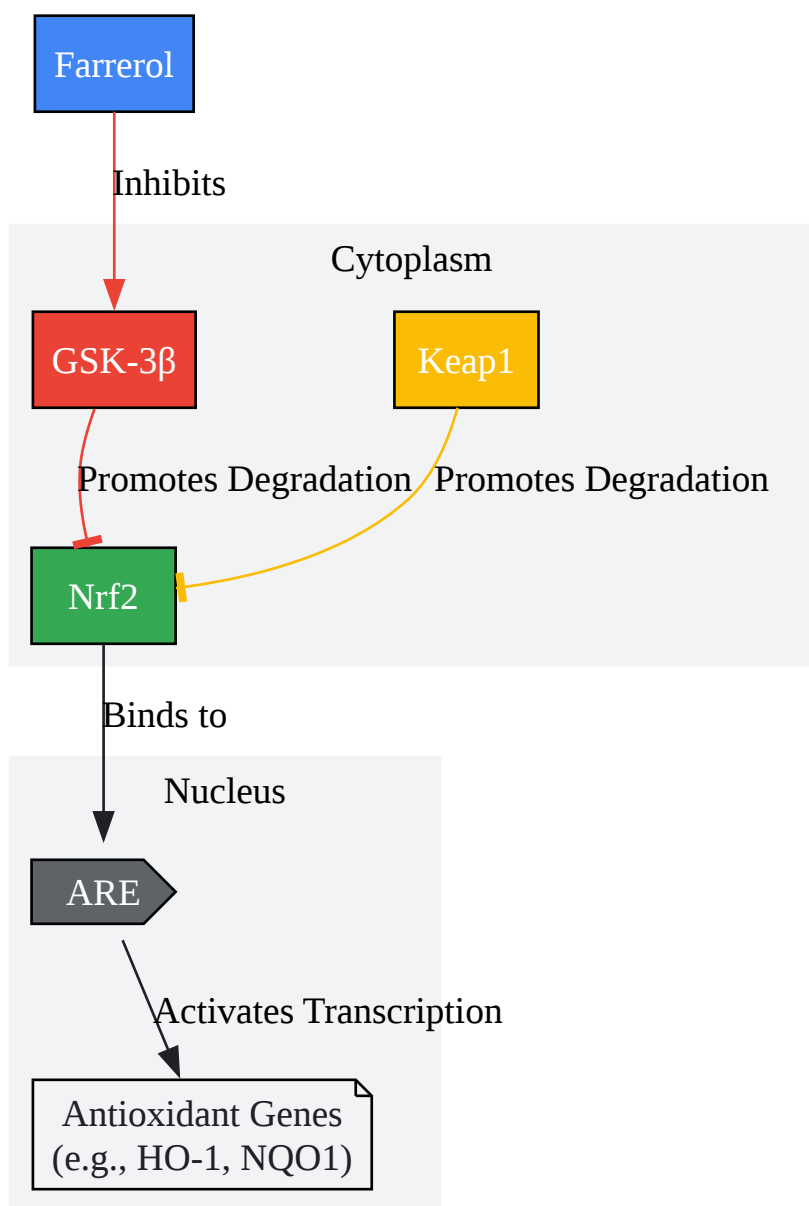 Farrerol
Inhibits
Cytoplasm
GSK-3β
Keap1
Promotes Degradation
Promotes Degradation
Nrf2
Binds to
Nucleus
ARE
Activates Transcription
Antioxidant Genes
(e.g., HO-1, NQO1)